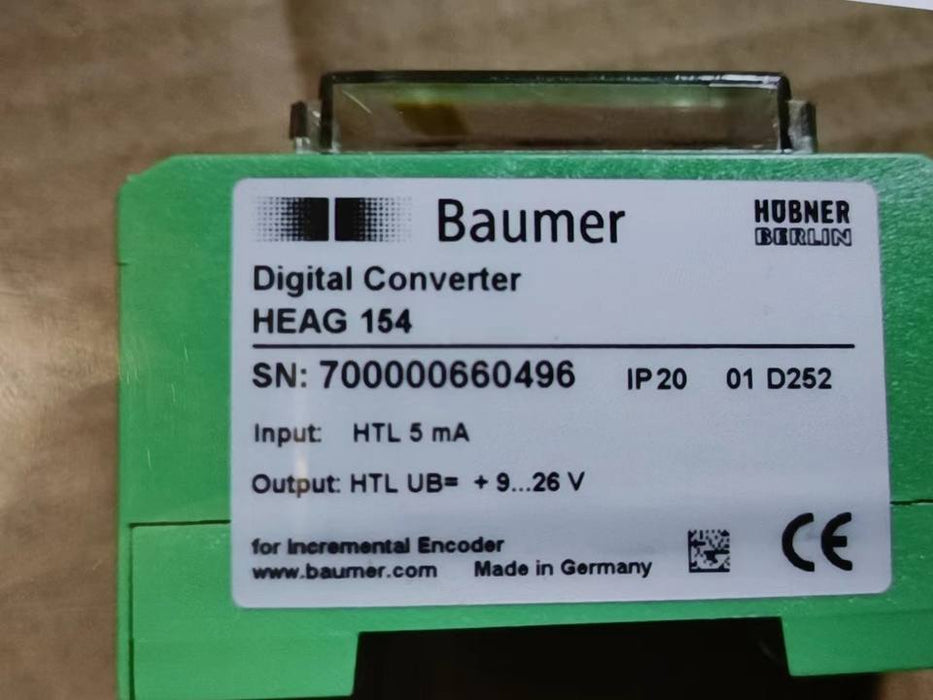 Baumer
HÜBNER
BERLIN
Digital Converter
HEAG 154
SN: 700000660496 IP20 01 D252
Input: HTL 5 mA
Output: HTL UB= + 9...26 V
for Incremental Encoder
www.baumer.com Made in Germany
CE